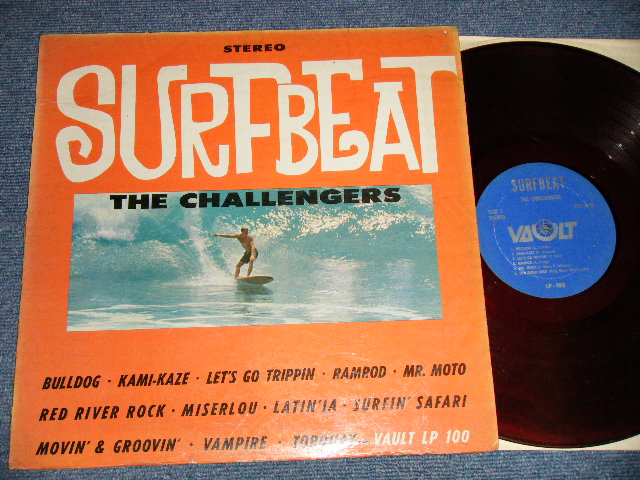 STEREO
SURFBEAT
THE CHALLENGERS
BULLDOG · KAMI-KAZE · LET'S GO TRIPPIN · RAMROD · MR. MOTO
RED RIVER ROCK · MISERLOU · LATIN'IA · SURFIN' SAFARI
MOVIN' & GROOVIN' · VAMPIRE · TORQUAY · VAULT LP 100
SURFBEAT
THE CHALLENGERS
STEREO
VAULT
LP-100